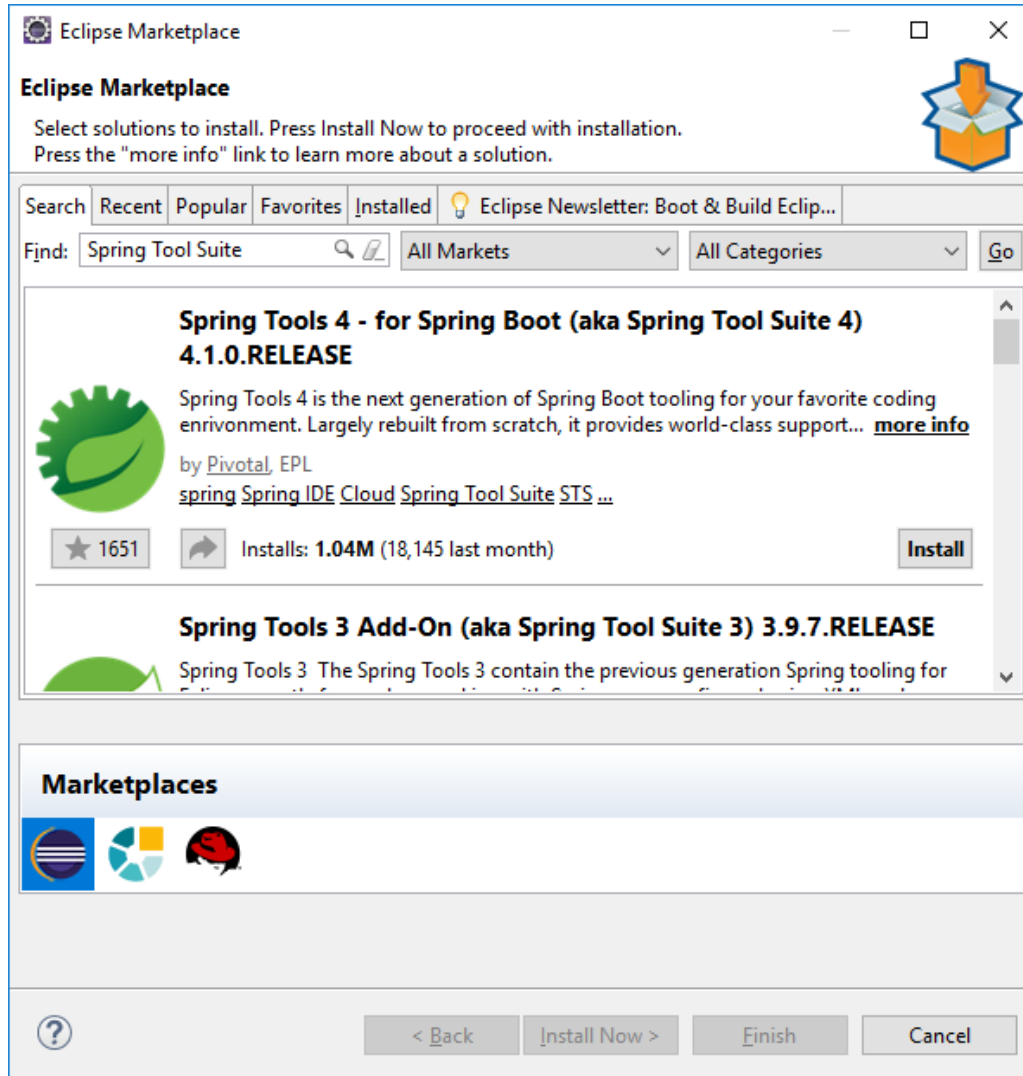 Eclipse Marketplace
Eclipse Marketplace
Select solutions to install. Press Install Now to proceed with installation.
Press the "more info" link to learn more about a solution.
Search Recent Popular Favorites Installed Eclipse Newsletter: Boot & Build Eclip...
Find: Spring Tool Suite All Markets All Categories Go
Spring Tools 4 - for Spring Boot (aka Spring Tool Suite 4)
4.1.0.RELEASE
Spring Tools 4 is the next generation of Spring Boot tooling for your favorite coding
enrivonment. Largely rebuilt from scratch, it provides world-class support... more info
by Pivotal, EPL
spring Spring IDE Cloud Spring Tool Suite STS ...
1651 Installs: 1.04M (18,145 last month) Install
Spring Tools 3 Add-On (aka Spring Tool Suite 3) 3.9.7.RELEASE
Spring Tools 3 The Spring Tools 3 contain the previous generation Spring tooling for
Marketplaces
? < Back Install Now > Finish Cancel